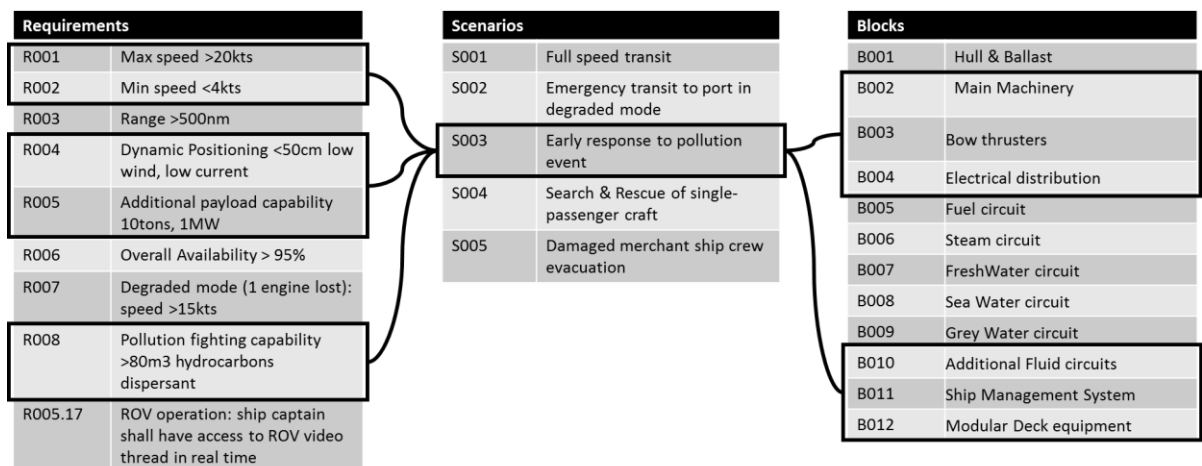 Requirements
R001 Max speed >20kts
R002 Min speed <4kts
R003 Range >500nm
R004 Dynamic Positioning <50cm low
wind, low current
R005 Additional payload capability
10tons, 1MW
R006 Overall Availability > 95%
R007 Degraded mode (1 engine lost):
speed >15kts
R008 Pollution fighting capability
>80m3 hydrocarbons
dispersant
R005.17 ROV operation: ship captain
shall have access to ROV video
thread in real time
Scenarios
S001 Full speed transit
S002 Emergency transit to port in
degraded mode
S003 Early response to pollution
event
S004 Search & Rescue of single-
passenger craft
S005 Damaged merchant ship crew
evacuation
Blocks
B001 Hull & Ballast
B002 Main Machinery
B003 Bow thrusters
B004 Electrical distribution
B005 Fuel circuit
B006 Steam circuit
B007 FreshWater circuit
B008 Sea Water circuit
B009 Grey Water circuit
B010 Additional Fluid circuits
B011 Ship Management System
B012 Modular Deck equipment